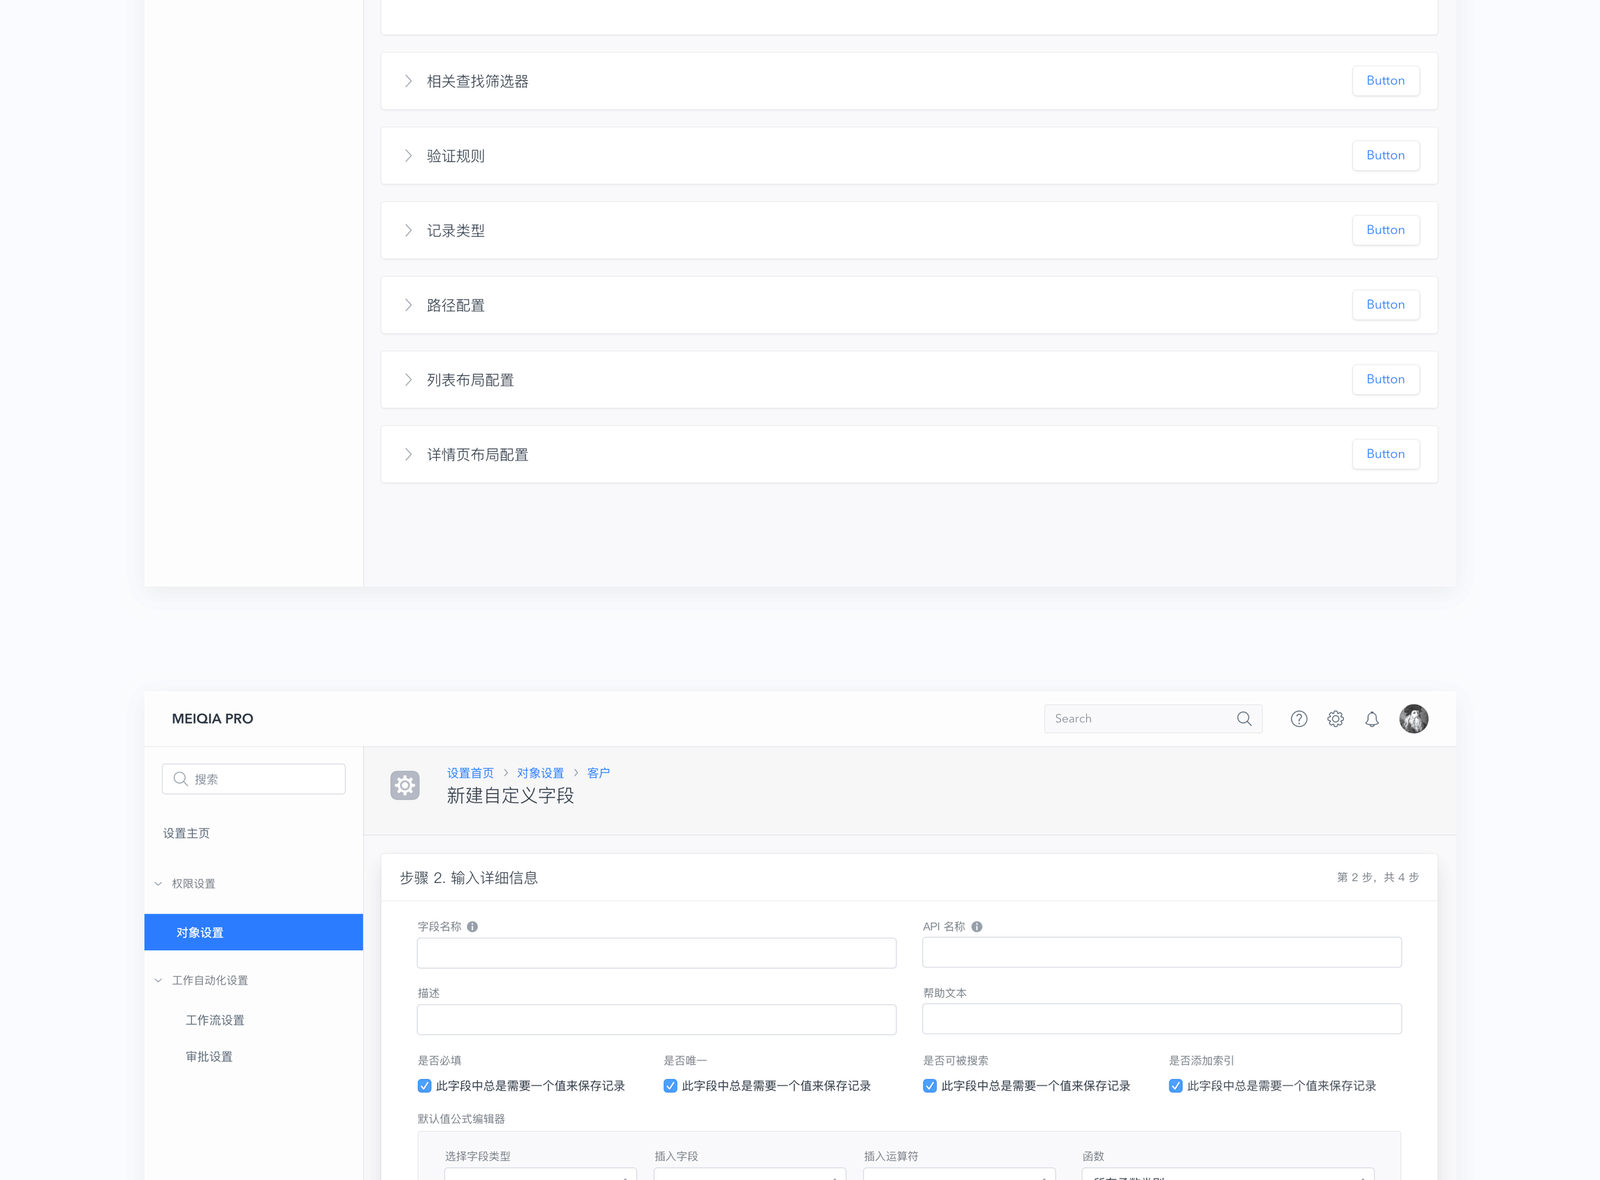 相关查找筛选器 Button
验证规则 Button
记录类型 Button
路径配置 Button
列表布局配置 Button
详情页布局配置 Button
MEIQIA PRO Search
搜索
设置主页
权限设置
对象设置
工作自动化设置
工作流设置
审批设置
设置首页 > 对象设置 > 客户
新建自定义字段
步骤 2. 输入详细信息 第 2 步，共 4 步
字段名称 API 名称
描述 帮助文本
是否必填 是否唯一 是否可被搜索 是否添加索引
此字段中总是需要一个值来保存记录 此字段中总是需要一个值来保存记录 此字段中总是需要一个值来保存记录 此字段中总是需要一个值来保存记录
默认值公式编辑器
选择字段类型 插入字段 插入运算符 函数